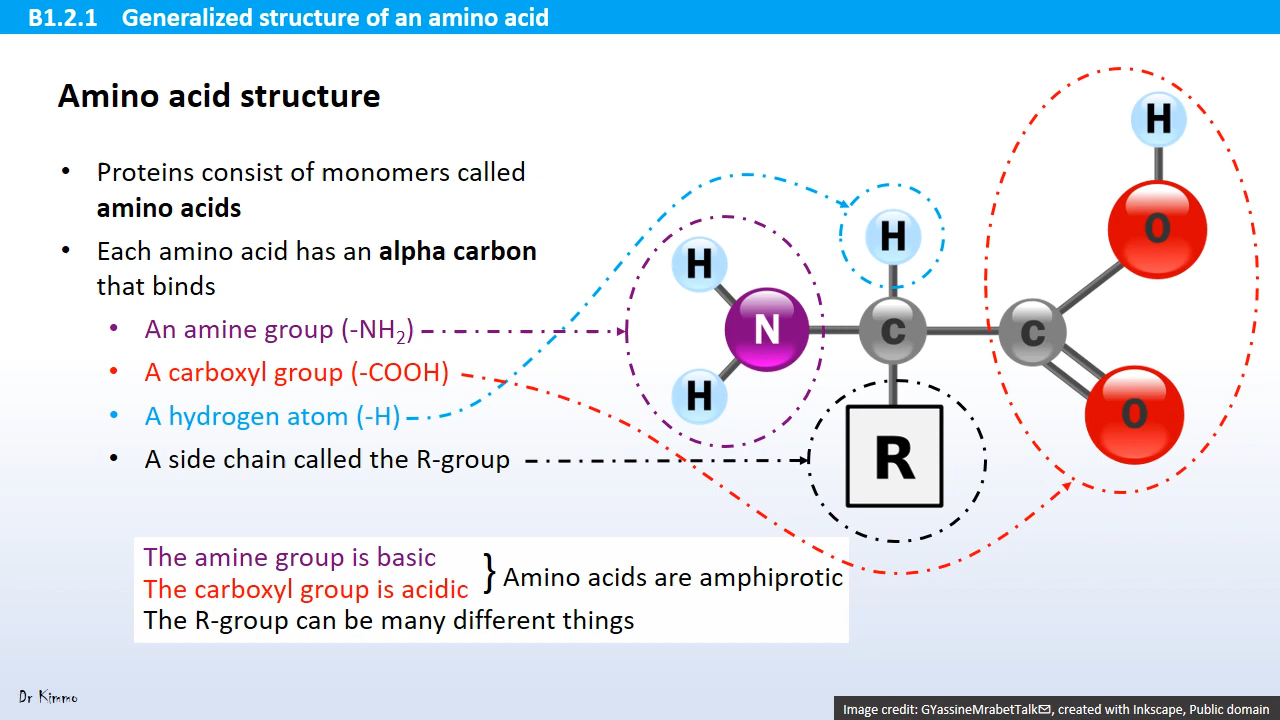 B1.2.1 Generalized structure of an amino acid
Amino acid structure
• Proteins consist of monomers called
amino acids
• Each amino acid has an alpha carbon
that binds
• An amine group (-NH₂)
• A carboxyl group (-COOH)
• A hydrogen atom (-H)
• A side chain called the R-group
H
H
O
H
H
N
C
C
H
O
R
The amine group is basic
The carboxyl group is acidic
} Amino acids are amphiprotic
The R-group can be many different things
Dr Kimmo
Image credit: GYassineMrabetTalk✉, created with Inkscape, Public domain